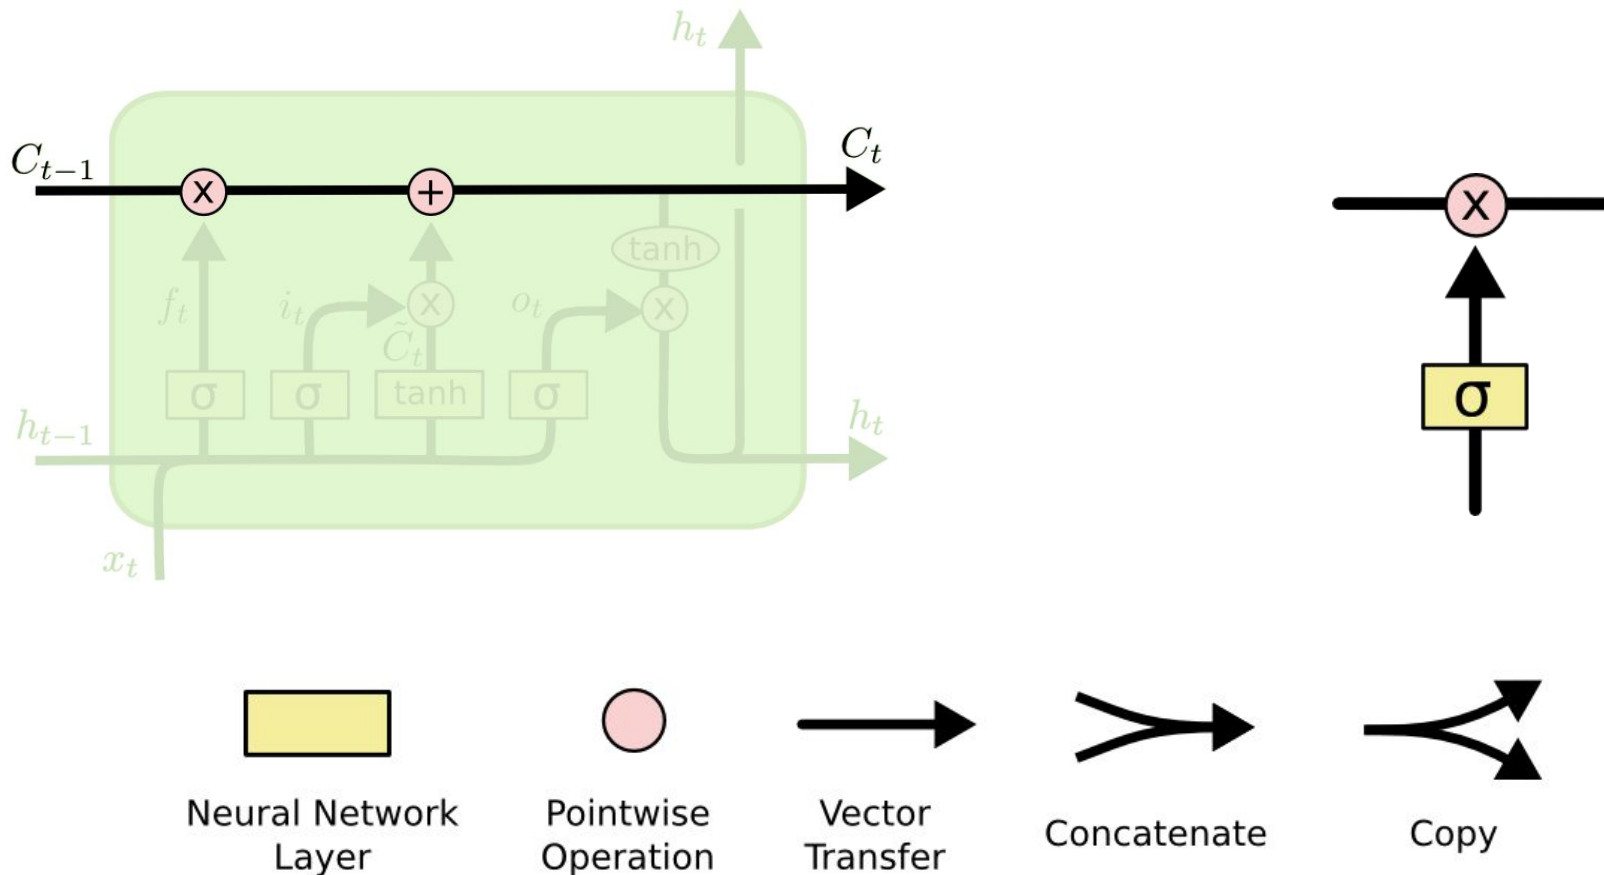 h_t
C_{t-1}
C_t
x
+
x
tanh
f_t
i_t
x
o_t
x
C̃_t
σ
σ
tanh
σ
σ
h_{t-1}
h_t
x_t
Neural Network
Layer
Pointwise
Operation
Vector
Transfer
Concatenate
Copy